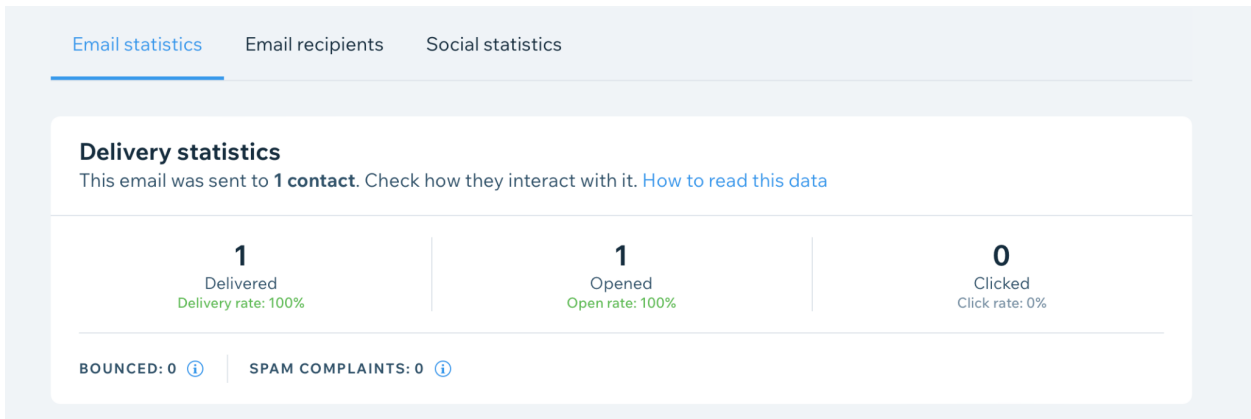 Email statistics Email recipients Social statistics
Delivery statistics
This email was sent to 1 contact. Check how they interact with it. How to read this data
1
Delivered
Delivery rate: 100%
1
Opened
Open rate: 100%
0
Clicked
Click rate: 0%
BOUNCED: 0 SPAM COMPLAINTS: 0